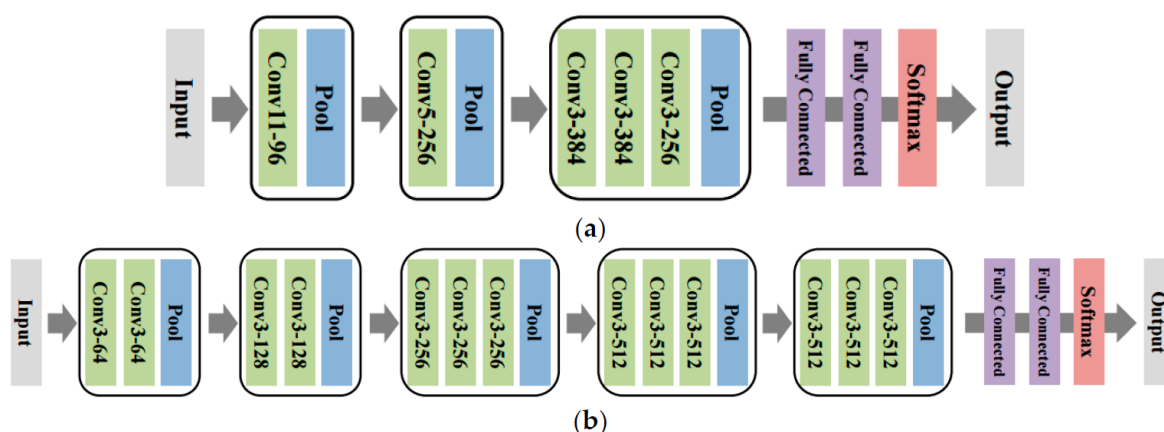 Input
Conv11-96
Pool
Conv5-256
Pool
Conv3-384
Conv3-384
Conv3-256
Pool
Fully Connected
Fully Connected
Softmax
Output
(a)
Input
Conv3-64
Conv3-64
Pool
Conv3-128
Conv3-128
Pool
Conv3-256
Conv3-256
Conv3-256
Pool
Conv3-512
Conv3-512
Conv3-512
Pool
Conv3-512
Conv3-512
Conv3-512
Pool
Fully Connected
Fully Connected
Softmax
Output
(b)